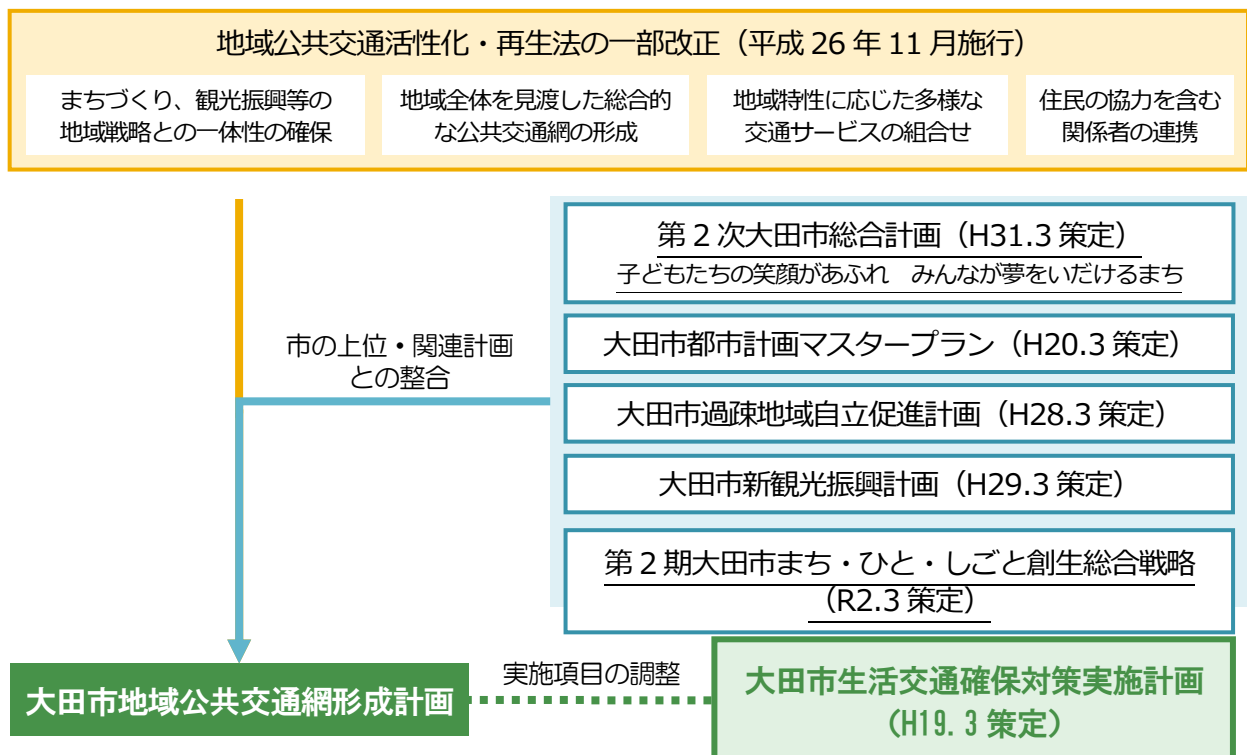 地域公共交通活性化・再生法の一部改正（平成 26 年 11 月施行）
まちづくり、観光振興等の
地域戦略との一体性の確保
地域全体を見渡した総合的
な公共交通網の形成
地域特性に応じた多様な
交通サービスの組合せ
住民の協力を含む
関係者の連携
第 2 次大田市総合計画（H31.3 策定）
子どもたちの笑顔があふれ　みんなが夢をいだけるまち
市の上位・関連計画
との整合
大田市都市計画マスタープラン（H20.3 策定）
大田市過疎地域自立促進計画（H28.3 策定）
大田市新観光振興計画（H29.3 策定）
第 2 期大田市まち・ひと・しごと創生総合戦略
（R2.3 策定）
大田市地域公共交通網形成計画
実施項目の調整
大田市生活交通確保対策実施計画
（H19. 3 策定）